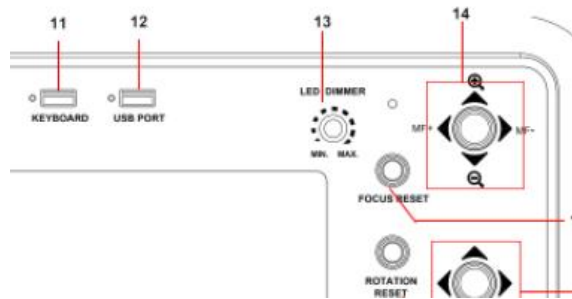 11
12
13
14
KEYBOARD
USB PORT
LED DIMMER
MIN. MAX.
MF+
MF-
FOCUS RESET
ROTATION
RESET